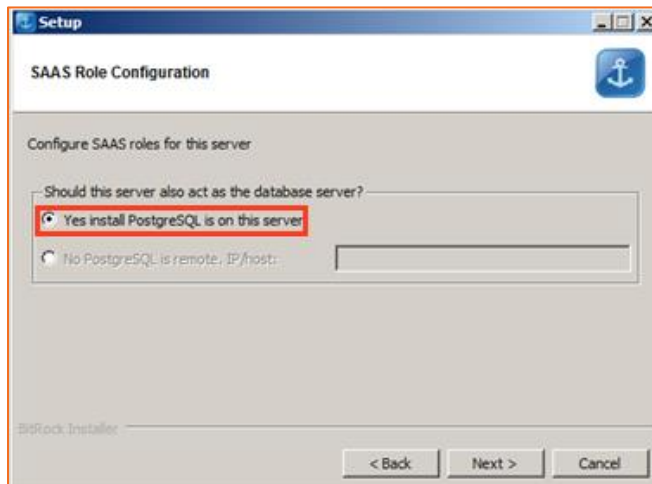 Setup
SAAS Role Configuration
Configure SAAS roles for this server
Should this server also act as the database server?
Yes install PostgreSQL is on this server
No PostgreSQL is remote, IP/host:
BitRock Installer
< Back Next > Cancel